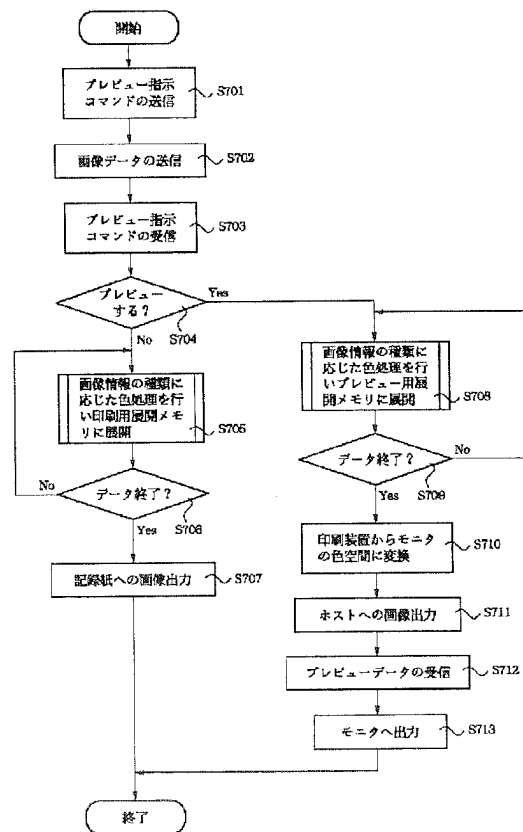 開始
プレビュー指示
コマンドの送信
S701
画像データの送信
S702
プレビュー指示
コマンドの受信
S703
プレビュー
する?
Yes
S704
No
画像情報の種類に
応じた色処理を行
い印刷用展開メモ
リに展開
S705
データ終了?
No
S706
Yes
記録紙への画像出力
S707
画像情報の種類に
応じた色処理を行
いプレビュー用展
開メモリに展開
S708
データ終了?
No
S709
Yes
印刷装置からモニタ
の色空間に変換
S710
ホストへの画像出力
S711
プレビューデータの受信
S712
モニタへ出力
S713
終了